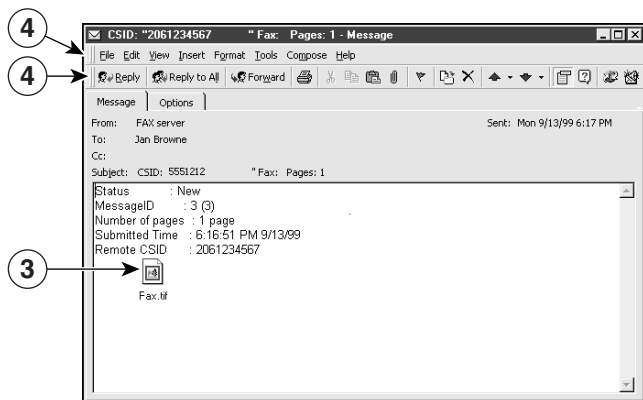 CSID: "2061234567 " Fax: Pages: 1 - Message
4
File Edit View Insert Format Tools Compose Help
4
Reply Reply to All Forward
Message Options
From: FAX server Sent: Mon 9/13/99 6:17 PM
To: Jan Browne
Cc:
Subject: CSID: 5551212 " Fax: Pages: 1
Status : New
MessageID : 3 (3)
Number of pages : 1 page
Submitted Time : 6:16:51 PM 9/13/99
Remote CSID : 2061234567
3
Fax.tif